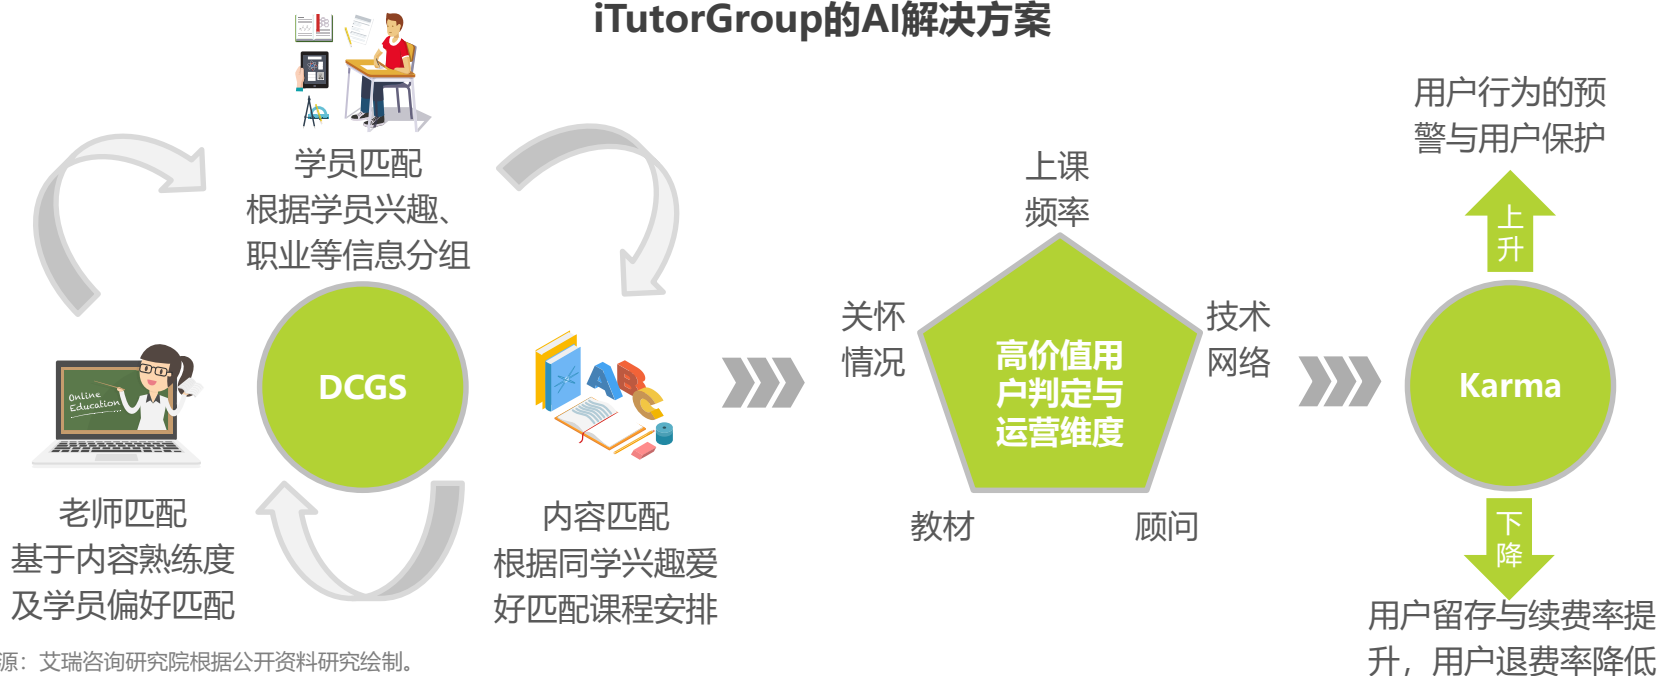 iTutorGroup的AI解决方案
学员匹配
根据学员兴趣、
职业等信息分组
DCGS
Online
Education
老师匹配
基于内容熟练度
及学员偏好匹配
内容匹配
根据同学兴趣爱
好匹配课程安排
上课
频率
关怀
情况
技术
网络
高价值用
户判定与
运营维度
教材
顾问
用户行为的预
警与用户保护
上
升
Karma
下
降
用户留存与续费率提
升，用户退费率降低
源：艾瑞咨询研究院根据公开资料研究绘制。